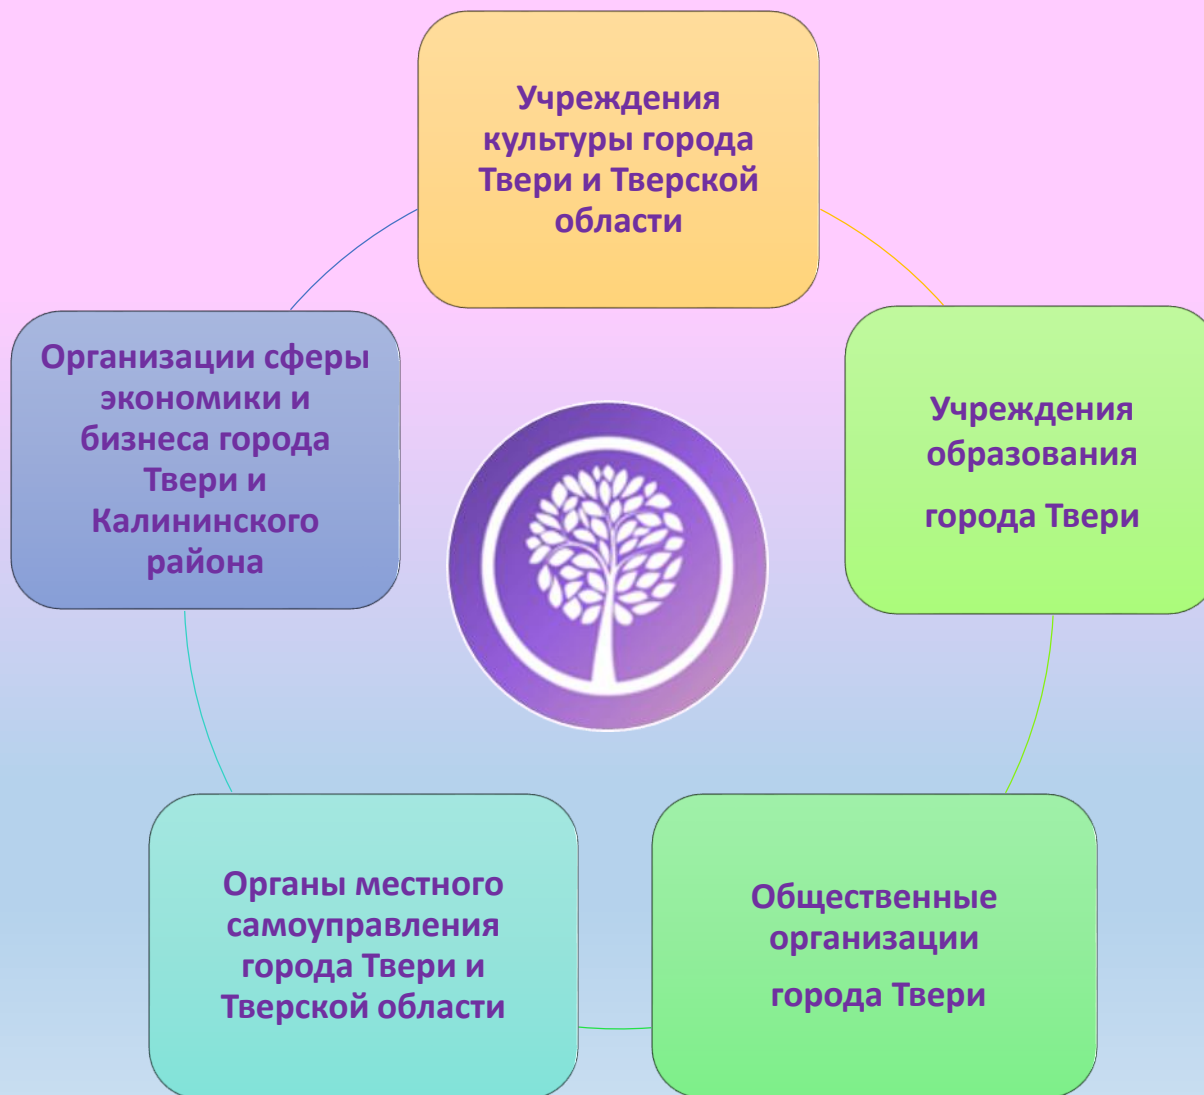 Учреждения
культуры города
Твери и Тверской
области
Учреждения
образования
города Твери
Общественные
организации
города Твери
Органы местного
самоуправления
города Твери и
Тверской области
Организации сферы
экономики и
бизнеса города
Твери и
Калининского
района